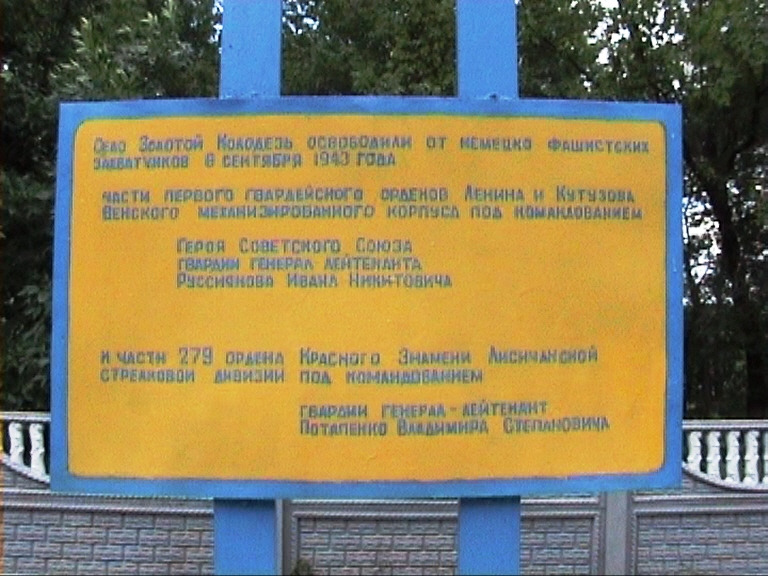 Село Золотой Колодезь освободили от немецко фашистских
захватчиков 6 сентября 1943 года
части первого гвардейского орденов Ленина и Кутузова
Венского механизированного корпуса под командованием
Героя Советского Союза
гвардии генерал лейтенанта
Руссиянова Ивана Никитовича
и части 279 ордена Красного Знамени Лисичанской
стрелковой дивизии под командованием
гвардии генерал-лейтенант
Потапенко Владимира Степановича